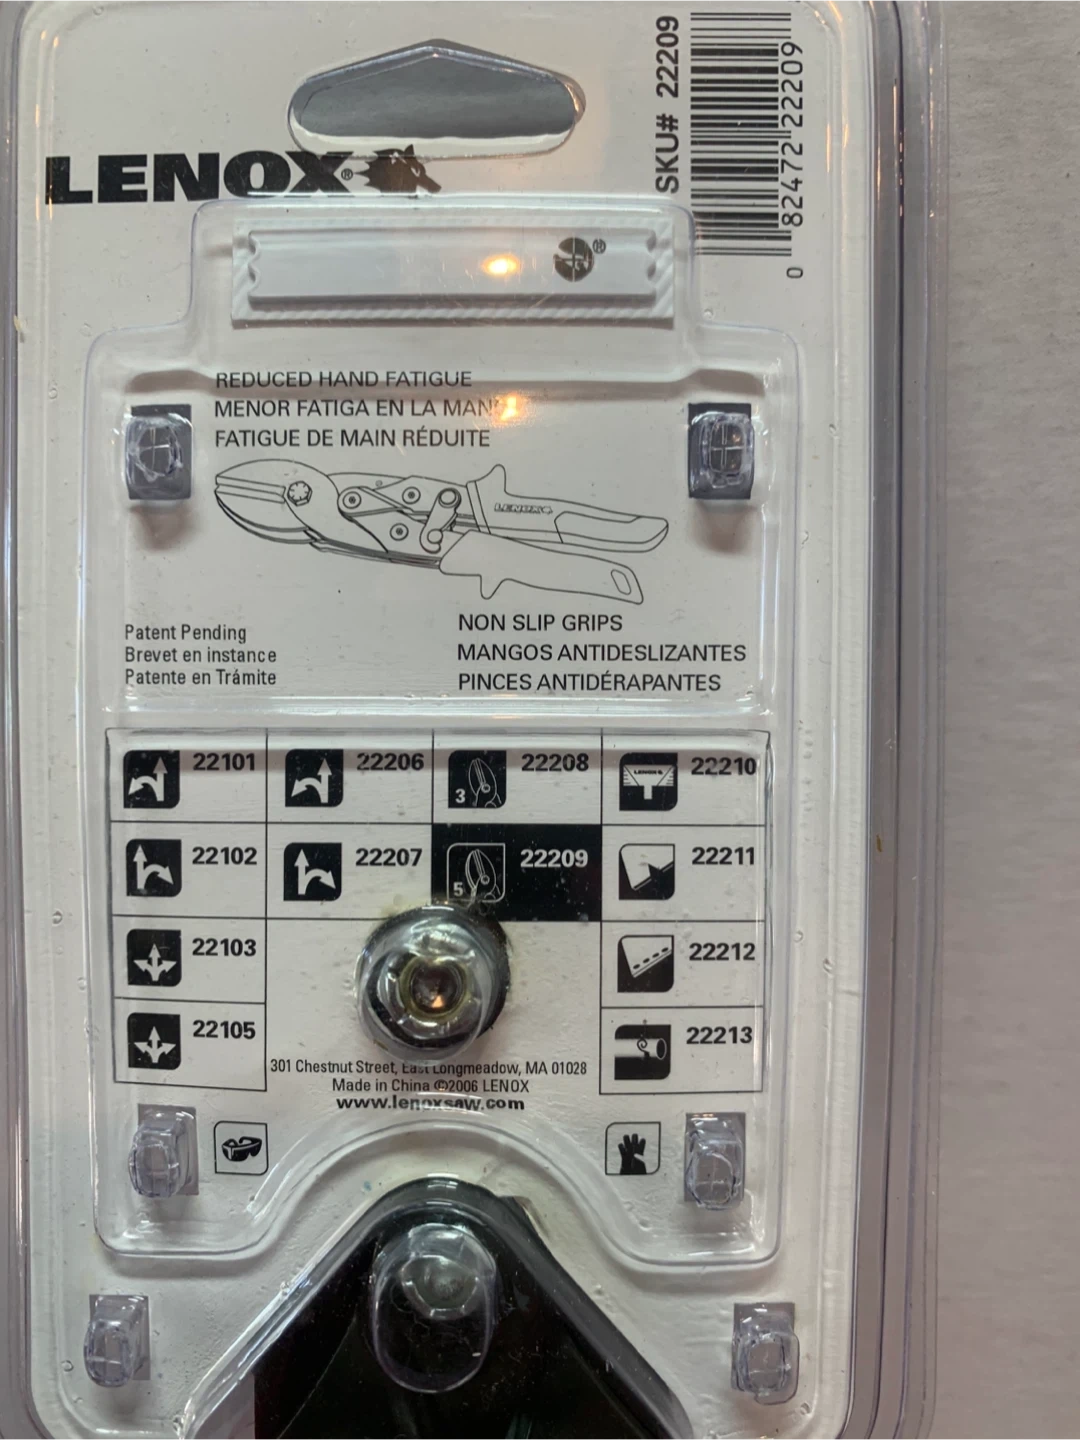 LENOX®
SKU# 22209
0 82472 22209
®
REDUCED HAND FATIGUE
MENOR FATIGA EN LA
FATIGUE DE MAIN RÉDUITE
LENOX
Patent Pending
Brevet en instance
Patente en Trámite
NON SLIP GRIPS
MANGOS ANTIDESLIZANTES
PINCES ANTIDÉRAPANTES
22101 22206 3 22208 LENOX 22210
22102 22207 5 22209 22211
22103 22212
22105 22213
301 Chestnut Street, East Longmeadow, MA 01028
Made in China ©2006 LENOX
www.lenoxsaw.com